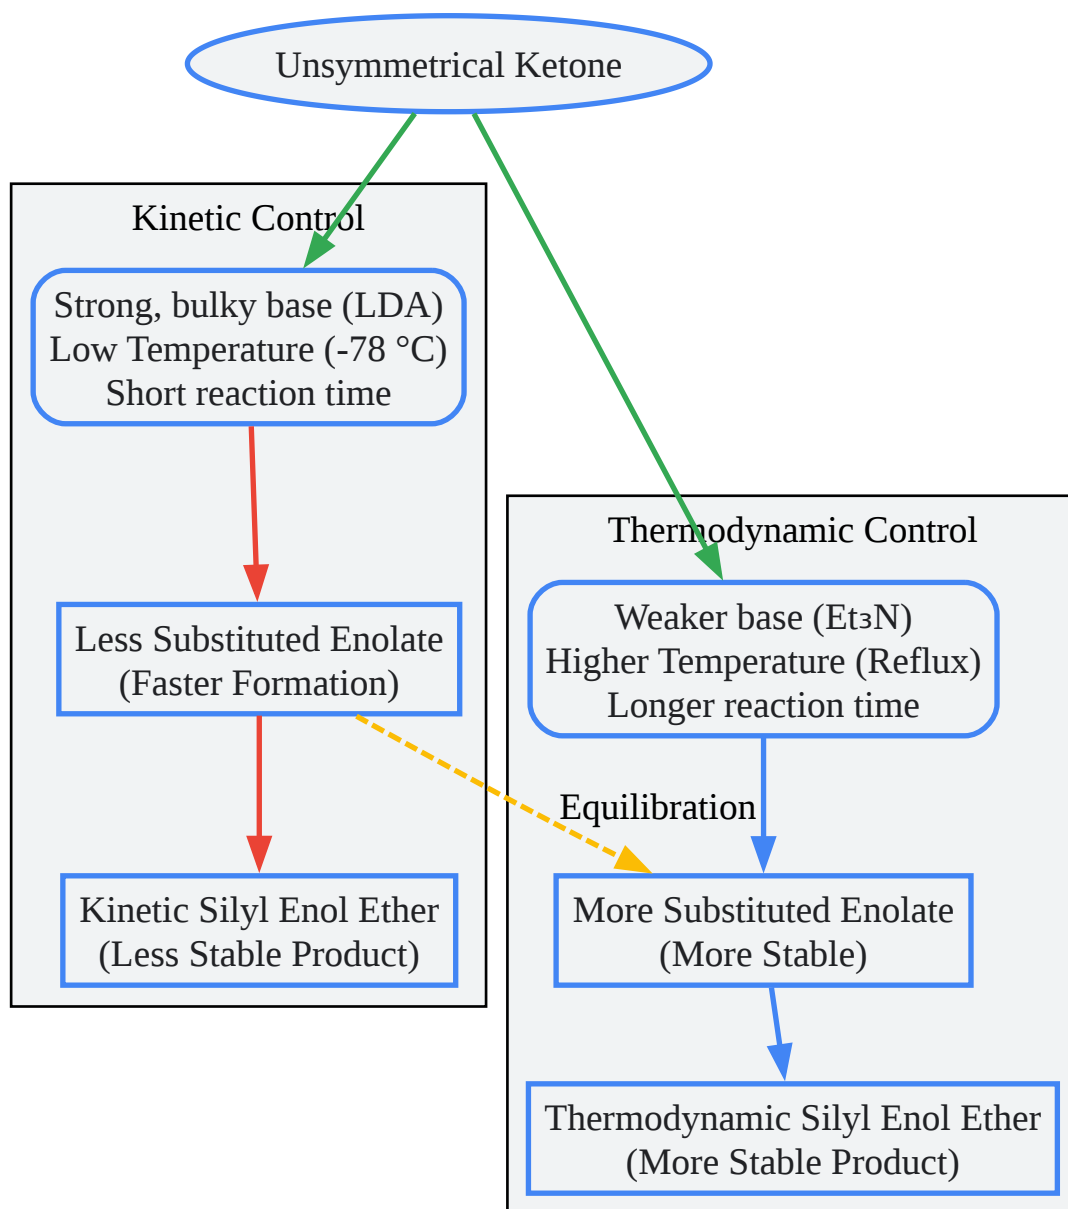 Unsymmetrical Ketone
Kinetic Control
Strong, bulky base (LDA)
Low Temperature (-78 °C)
Short reaction time
Less Substituted Enolate
(Faster Formation)
Kinetic Silyl Enol Ether
(Less Stable Product)
Thermodynamic Control
Weaker base (Et₃N)
Higher Temperature (Reflux)
Longer reaction time
Equilibration
More Substituted Enolate
(More Stable)
Thermodynamic Silyl Enol Ether
(More Stable Product)